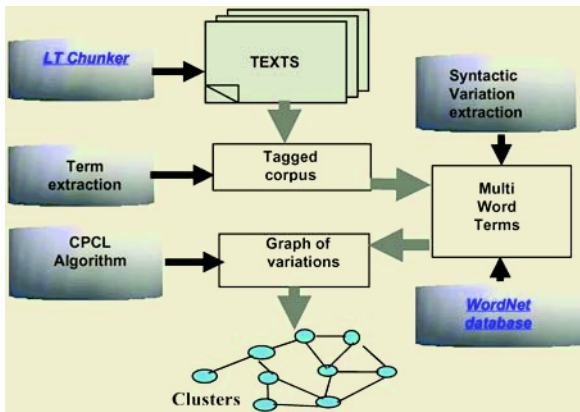 LT Chunker
TEXTS
Syntactic
Variation
extraction
Term
extraction
Tagged
corpus
Multi
Word
Terms
CPCL
Algorithm
Graph of
variations
WordNet
database
Clusters